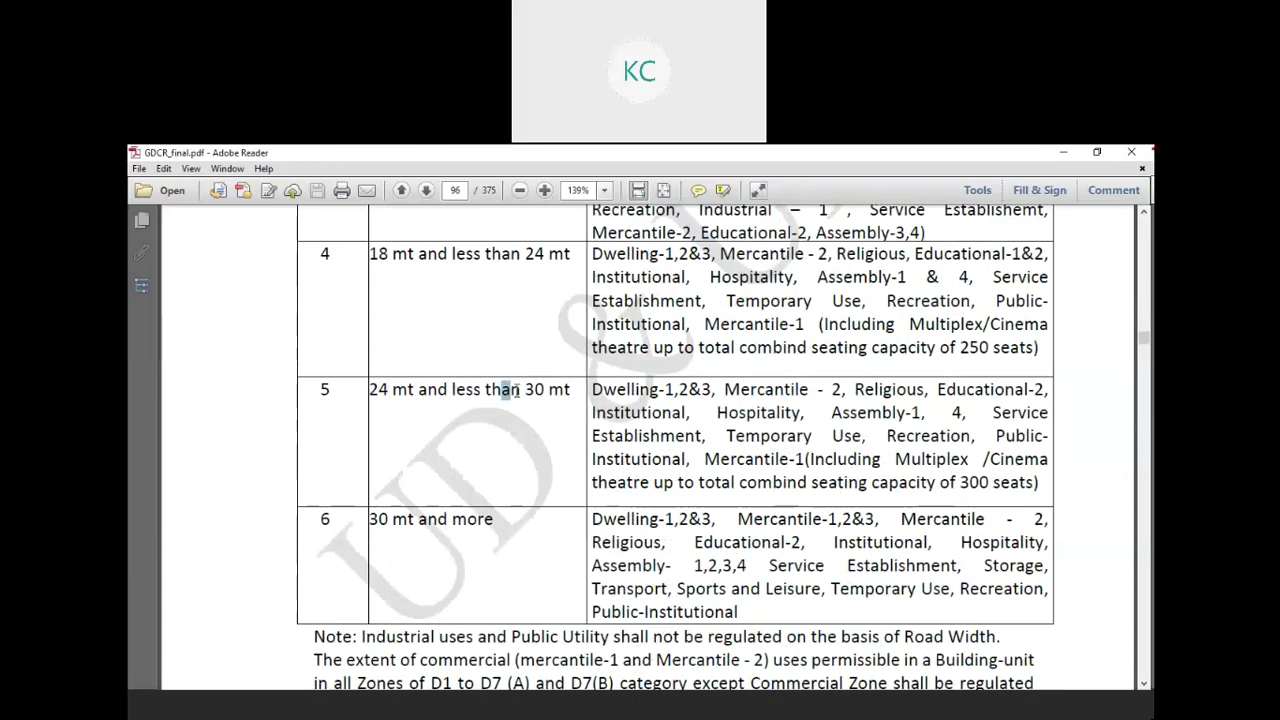 KC
GDCR_final.pdf - Adobe Reader
File Edit View Window Help
Open 96 / 375 139% Tools Fill & Sign Comment
Recreation, Industrial – 1 , Service Establishemt,
Mercantile-2, Educational-2, Assembly-3,4)
4 18 mt and less than 24 mt Dwelling-1,2&3, Mercantile - 2, Religious, Educational-1&2,
Institutional, Hospitality, Assembly-1 & 4, Service
Establishment, Temporary Use, Recreation, Public-
Institutional, Mercantile-1 (Including Multiplex/Cinema
theatre up to total combind seating capacity of 250 seats)
5 24 mt and less than 30 mt Dwelling-1,2&3, Mercantile - 2, Religious, Educational-2,
Institutional, Hospitality, Assembly-1, 4, Service
Establishment, Temporary Use, Recreation, Public-
Institutional, Mercantile-1(Including Multiplex /Cinema
theatre up to total combind seating capacity of 300 seats)
6 30 mt and more Dwelling-1,2&3, Mercantile-1,2&3, Mercantile - 2,
Religious, Educational-2, Institutional, Hospitality,
Assembly- 1,2,3,4 Service Establishment, Storage,
Transport, Sports and Leisure, Temporary Use, Recreation,
Public-Institutional
Note: Industrial uses and Public Utility shall not be regulated on the basis of Road Width.
The extent of commercial (mercantile-1 and Mercantile - 2) uses permissible in a Building-unit
in all Zones of D1 to D7 (A) and D7(B) category except Commercial Zone shall be regulated
UD & U